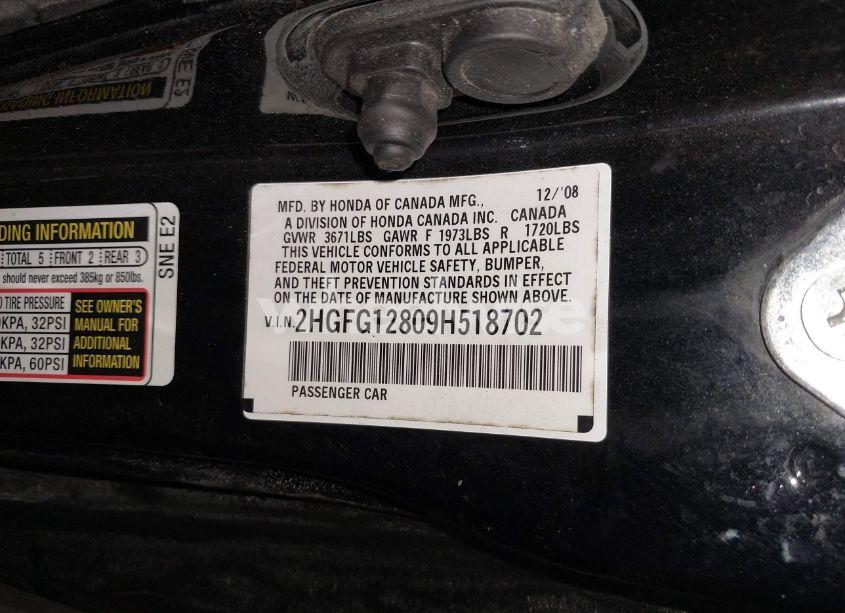 MFD. BY HONDA OF CANADA MFG., 12/'08
A DIVISION OF HONDA CANADA INC. CANADA
GVWR 3671LBS GAWR F 1973LBS R 1720LBS
THIS VEHICLE CONFORMS TO ALL APPLICABLE
FEDERAL MOTOR VEHICLE SAFETY, BUMPER,
AND THEFT PREVENTION STANDARDS IN EFFECT
ON THE DATE OF MANUFACTURE SHOWN ABOVE.
V.I.N. 2HGFG12809H518702
PASSENGER CAR
DING INFORMATION
TOTAL 5 FRONT 2 REAR 3
should never exceed 385kg or 850lbs.
TIRE PRESSURE
KPA, 32PSI
KPA, 32PSI
KPA, 60PSI
SEE OWNER'S
MANUAL FOR
ADDITIONAL
INFORMATION
SNE E2